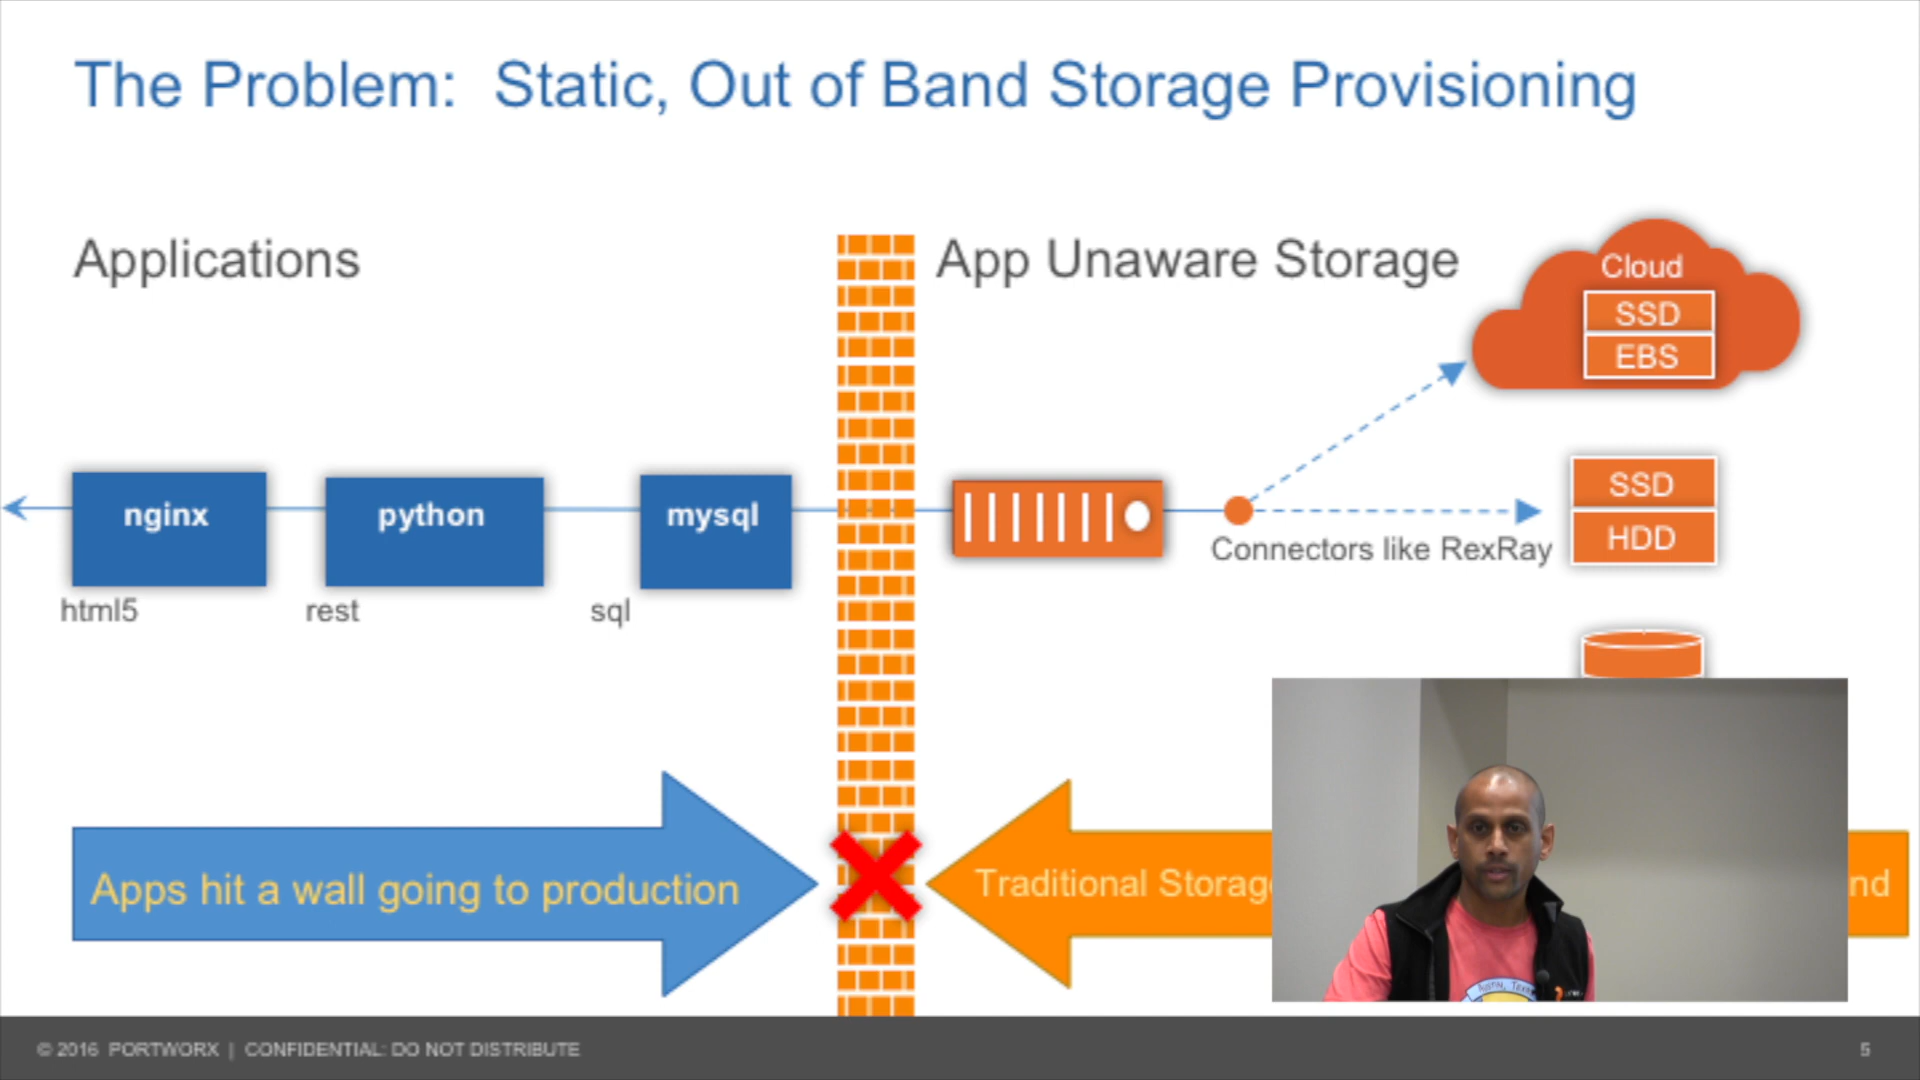 The Problem: Static, Out of Band Storage Provisioning
Applications
App Unaware Storage
Cloud
SSD
EBS
nginx
python
mysql
SSD
HDD
Connectors like RexRay
html5
rest
sql
Apps hit a wall going to production
Traditional Storag
nd
Austin, Texas
© 2016 PORTWORX | CONFIDENTIAL: DO NOT DISTRIBUTE
5